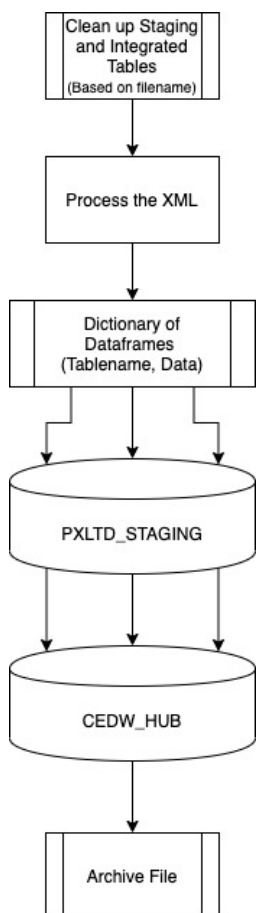 Clean up Staging
and Integrated
Tables
(Based on filename)
Process the XML
Dictionary of
Dataframes
(Tablename, Data)
PXLTD_STAGING
CEDW_HUB
Archive File